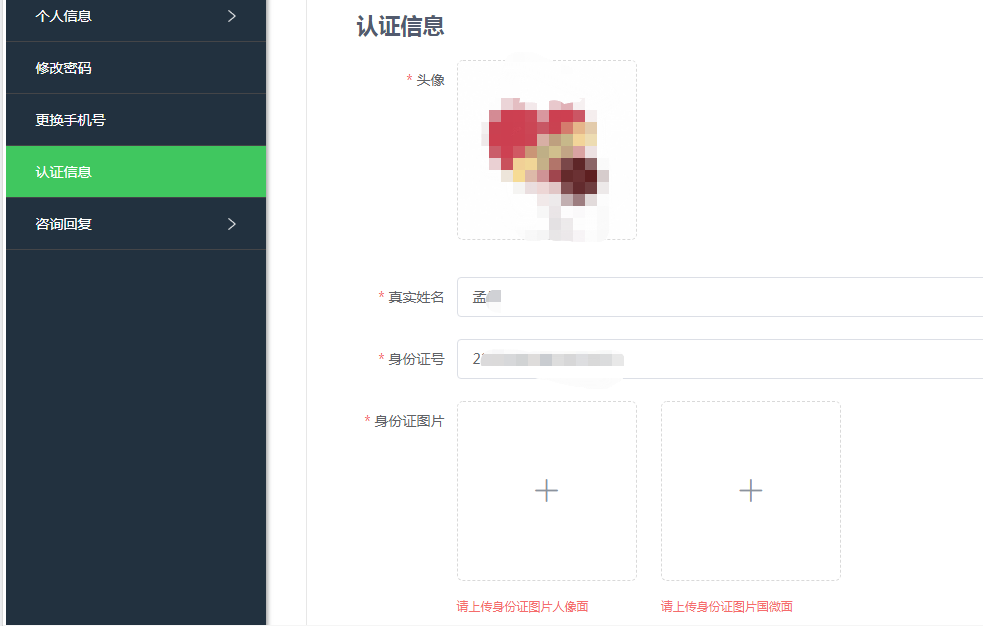 个人信息
修改密码
更换手机号
认证信息
咨询回复
认证信息
* 头像
* 真实姓名 孟
* 身份证号 2
* 身份证图片
请上传身份证图片人像面
请上传身份证图片国微面